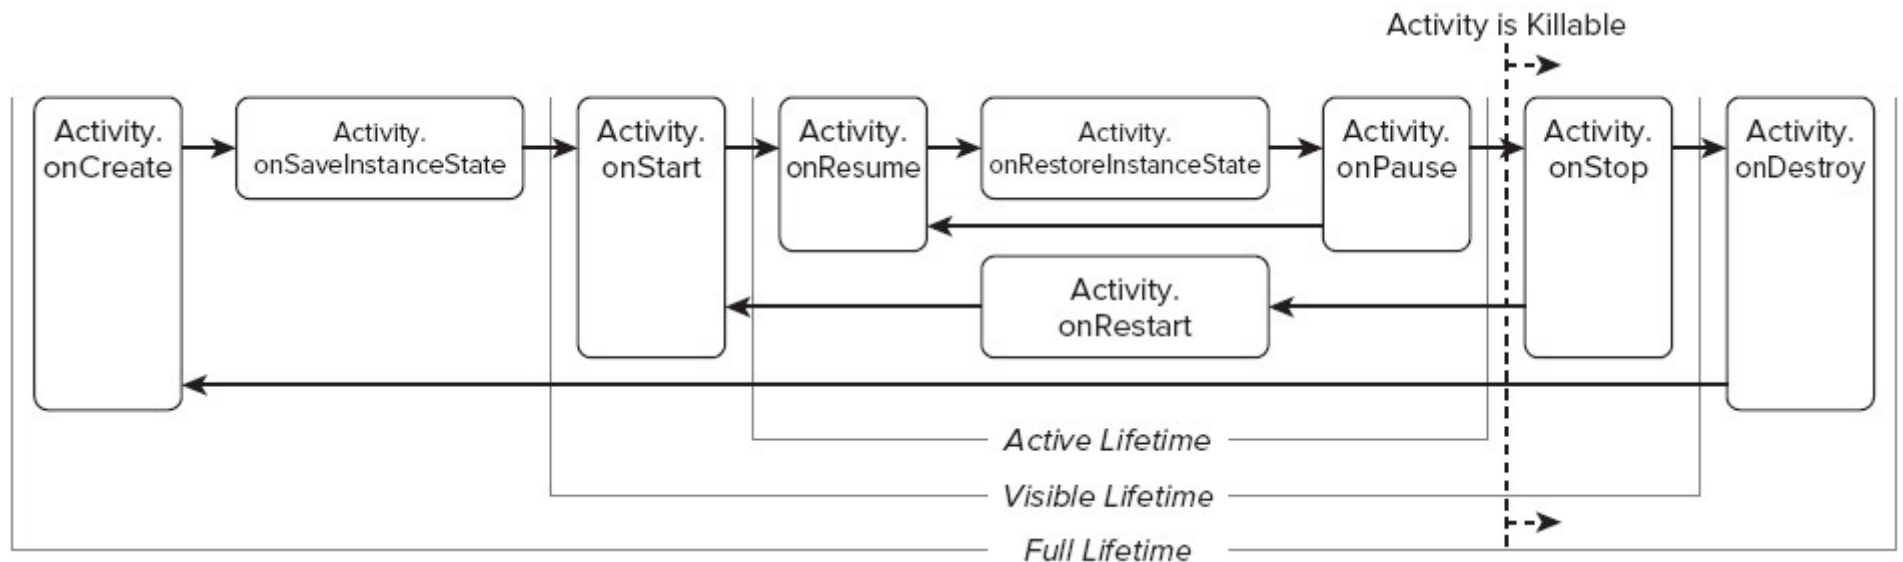 Activity is Killable
Activity.
onCreate
Activity.
onSaveInstanceState
Activity.
onStart
Activity.
onResume
Activity.
onRestoreInstanceState
Activity.
onPause
Activity.
onStop
Activity.
onDestroy
Activity.
onRestart
Active Lifetime
Visible Lifetime
Full Lifetime